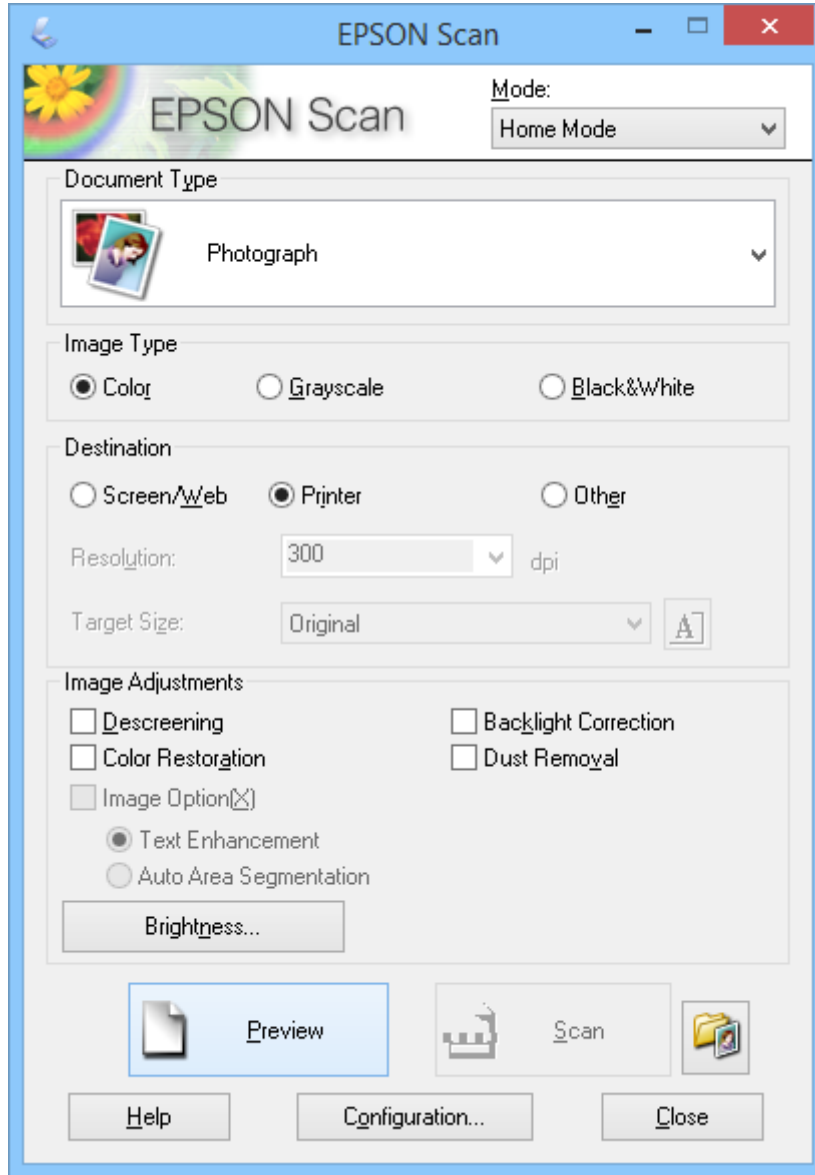 EPSON Scan
EPSON Scan
Mode:
Home Mode
Document Type
Photograph
Image Type
Color Grayscale Black&White
Destination
Screen/Web Printer Other
Resolution: 300 dpi
Target Size: Original A
Image Adjustments
Descreening Backlight Correction
Color Restoration Dust Removal
Image Option(X)
Text Enhancement
Auto Area Segmentation
Brightness...
Preview Scan
Help Configuration... Close